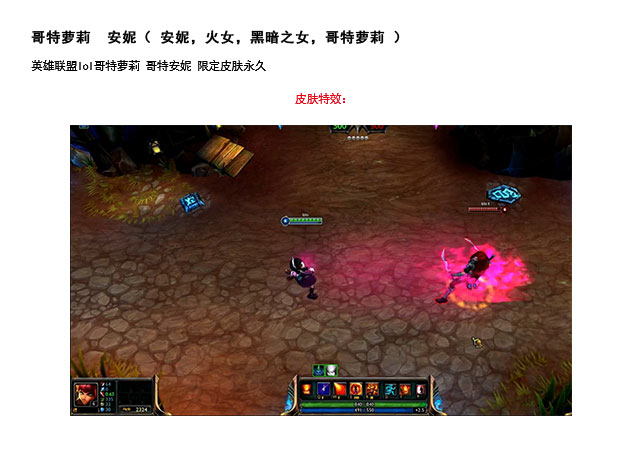 哥特萝莉 安妮（ 安妮，火女，黑暗之女，哥特萝莉 ）
英雄联盟lol哥特萝莉 哥特安妮 限定皮肤永久
皮肤特效：
2324